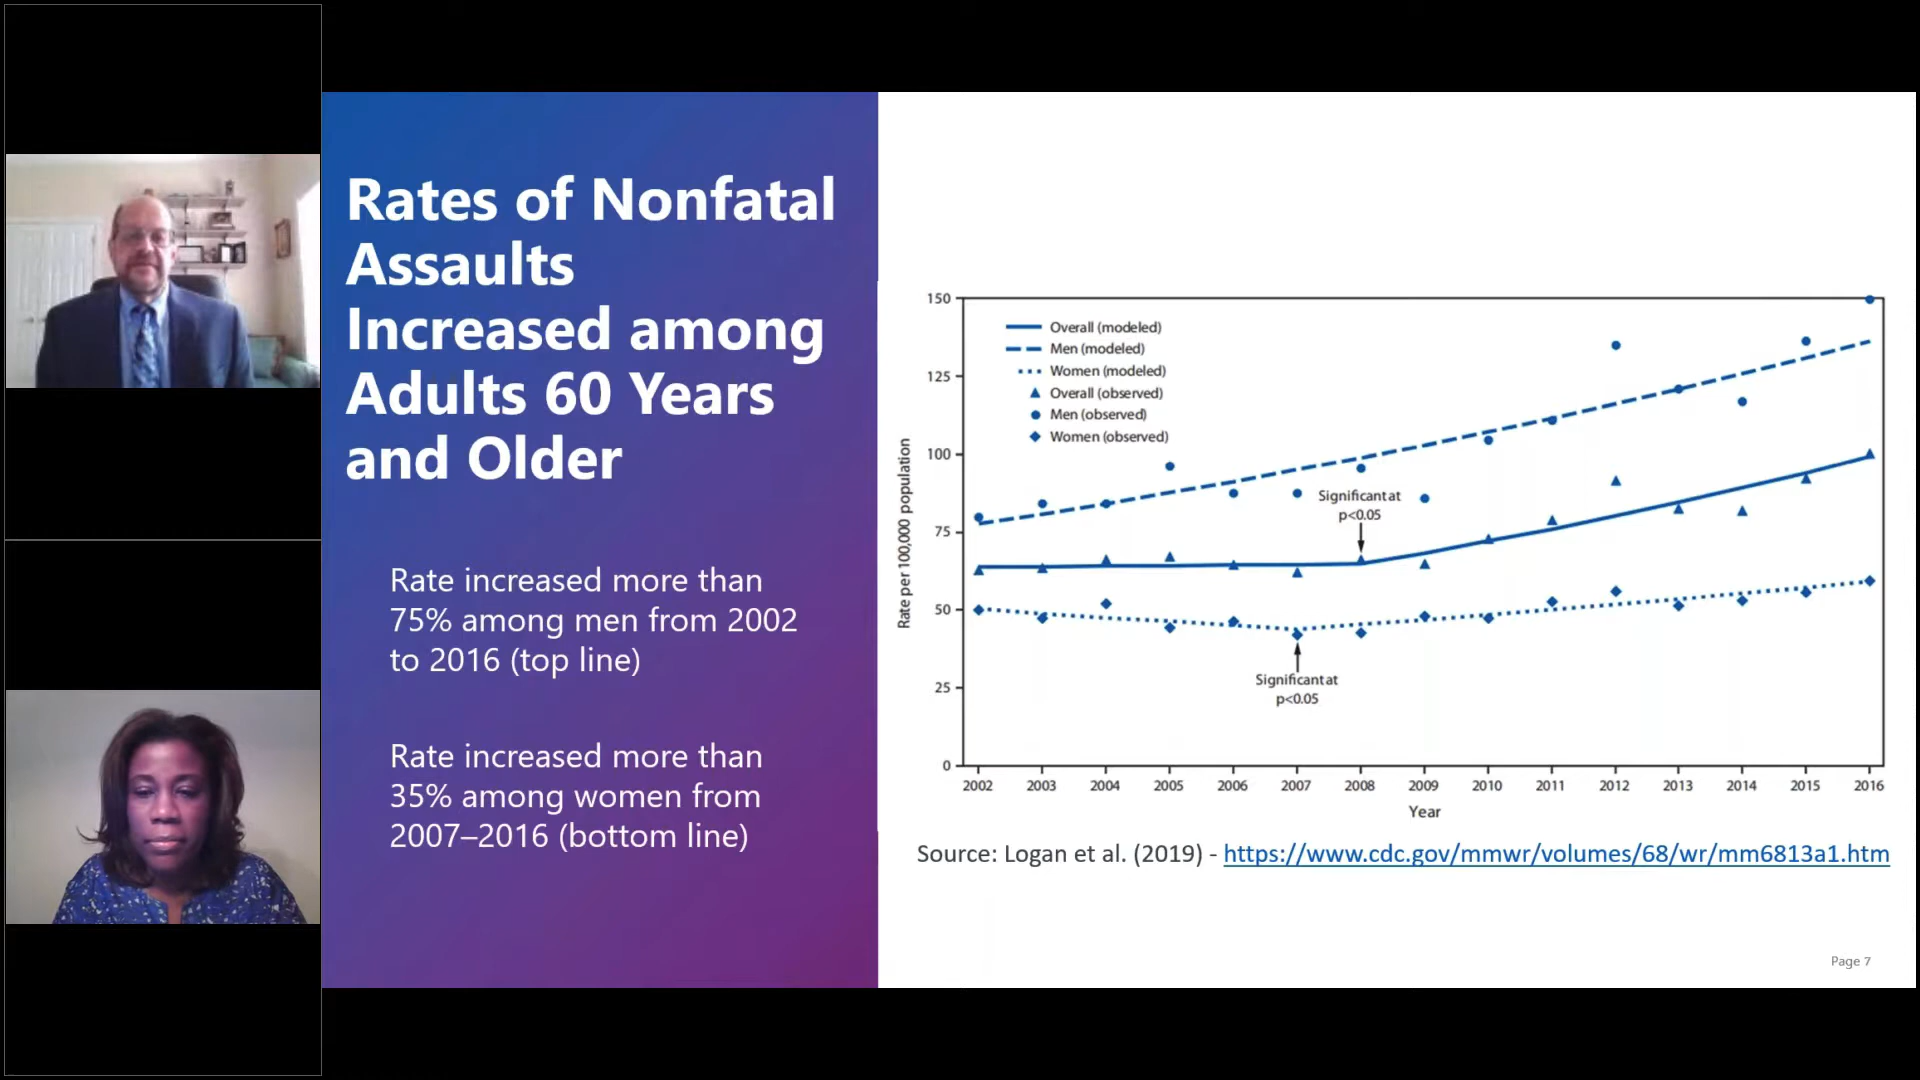 Rates of Nonfatal
Assaults
Increased among
Adults 60 Years
and Older
Rate increased more than
75% among men from 2002
to 2016 (top line)
Rate increased more than
35% among women from
2007–2016 (bottom line)
Rate per 100,000 population
150
125
100
75
50
25
0
Overall (modeled)
Men (modeled)
Women (modeled)
Overall (observed)
Men (observed)
Women (observed)
Significant at
p<0.05
Significant at
p<0.05
2002 2003 2004 2005 2006 2007 2008 2009 2010 2011 2012 2013 2014 2015 2016
Year
Source: Logan et al. (2019) - https://www.cdc.gov/mmwr/volumes/68/wr/mm6813a1.htm
Page 7